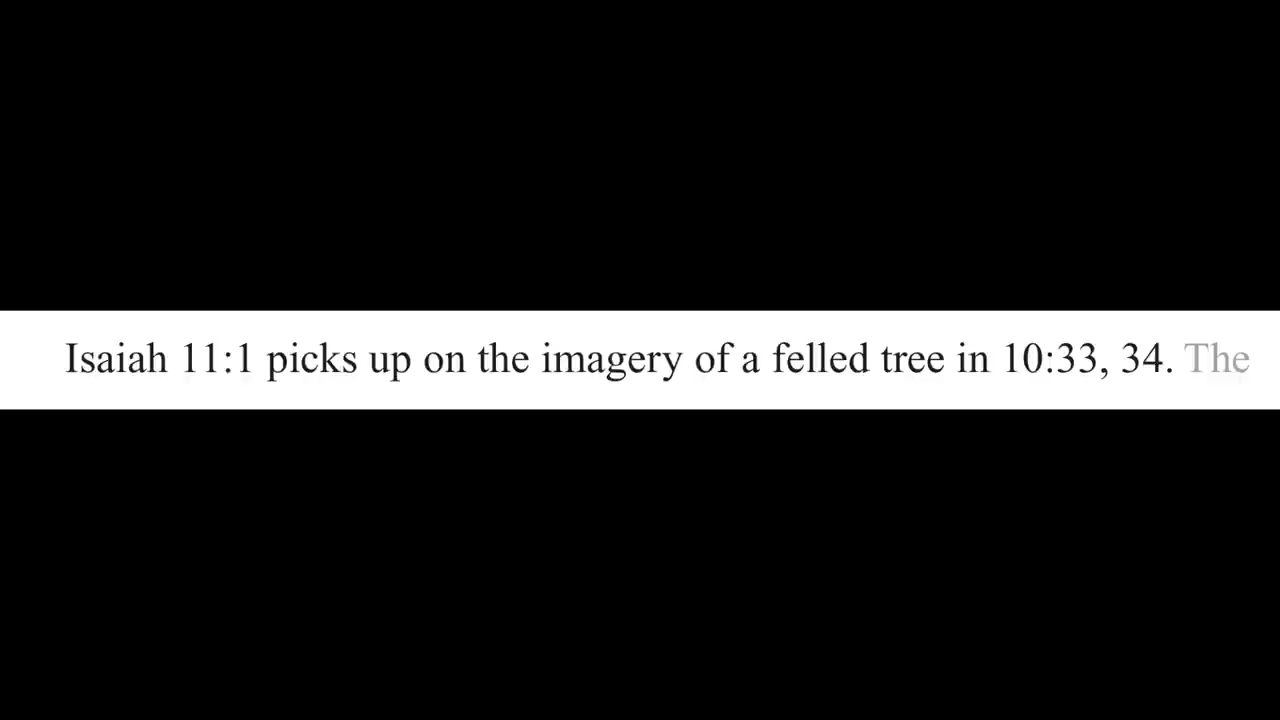 Isaiah 11:1 picks up on the imagery of a felled tree in 10:33, 34. The